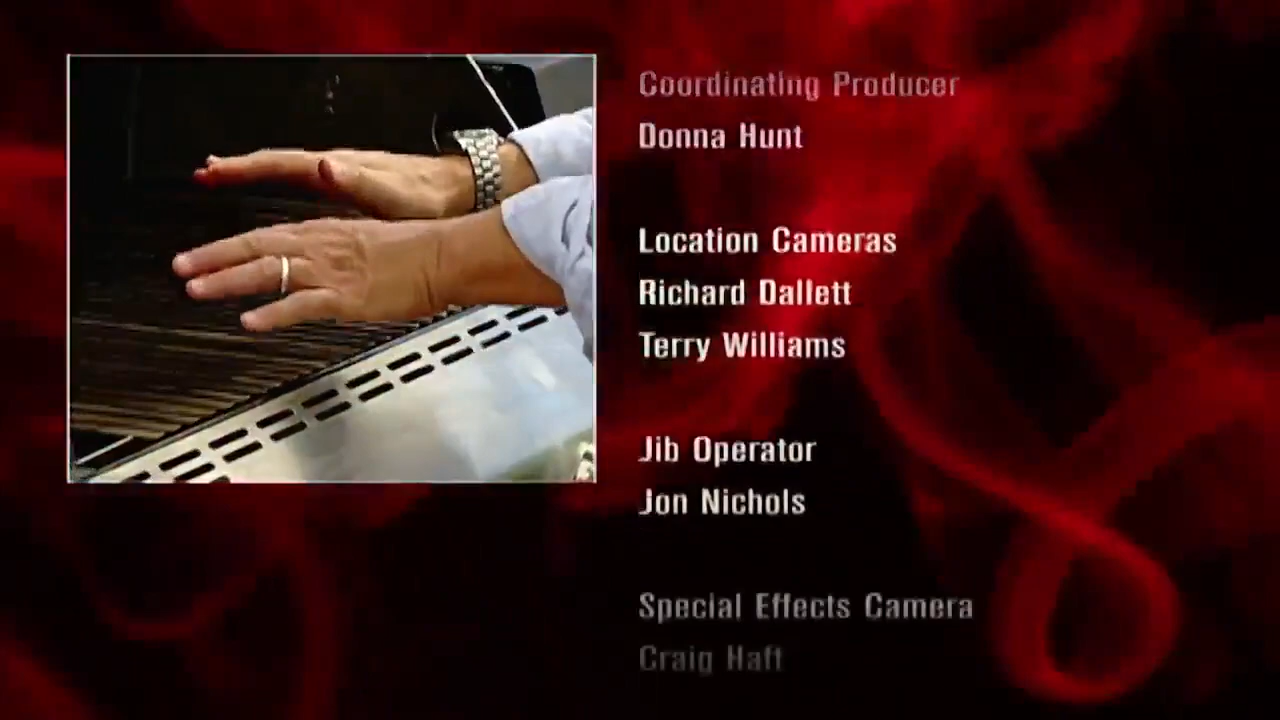 Coordinating Producer
Donna Hunt
Location Cameras
Richard Dallett
Terry Williams
Jib Operator
Jon Nichols
Special Effects Camera
Craig Haft